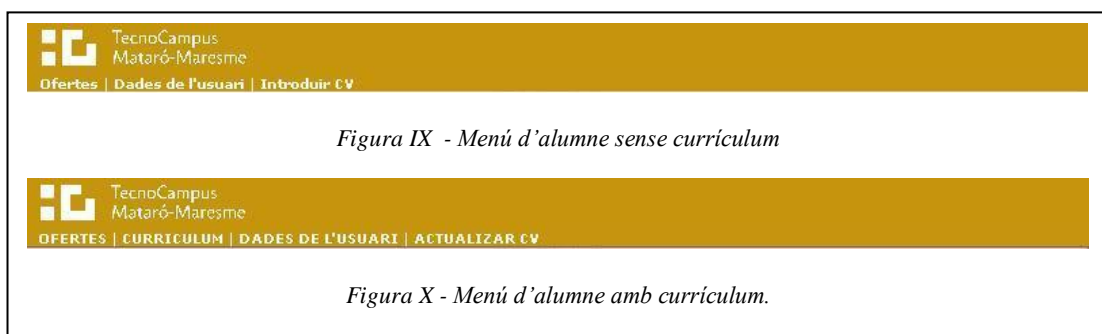 TecnoCampus
Mataró-Maresme
Ofertes | Dades de l'usuari | Introduir CV
Figura IX - Menú d’alumne sense currículum
TecnoCampus
Mataró-Maresme
OFERTES | CURRICULUM | DADES DE L'USUARI | ACTUALIZAR CV
Figura X - Menú d’alumne amb currículum.